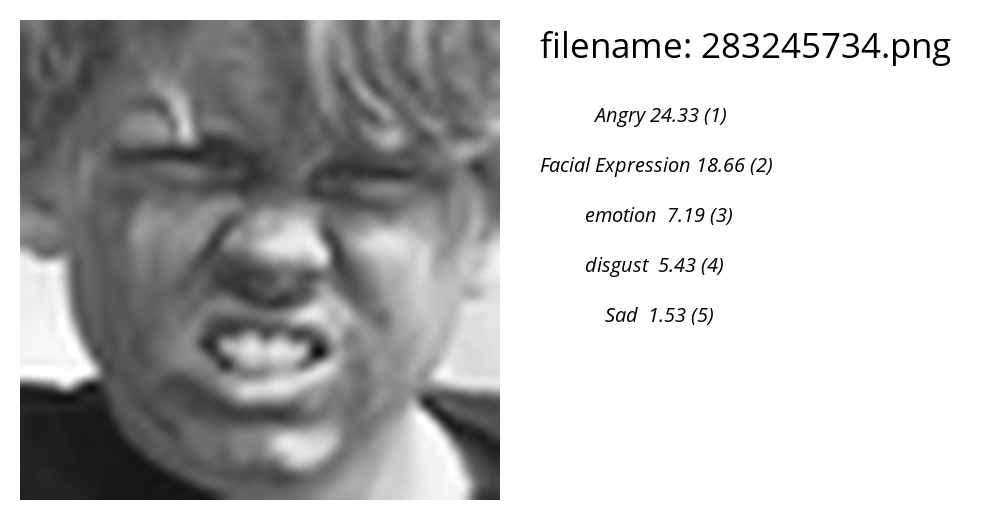 filename: 283245734.png
Angry 24.33 (1)
Facial Expression 18.66 (2)
emotion 7.19 (3)
disgust 5.43 (4)
Sad 1.53 (5)